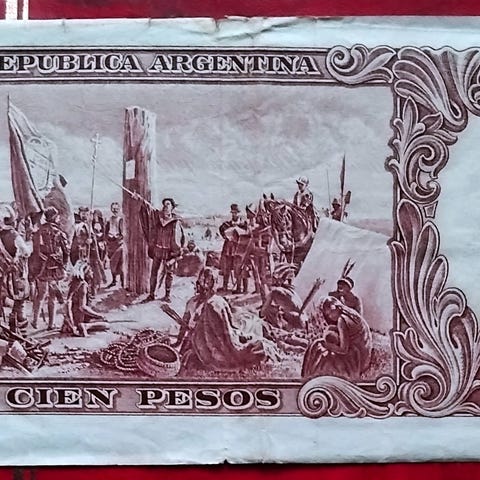 EPUBLICA ARGENTINA
CIEN PESOS